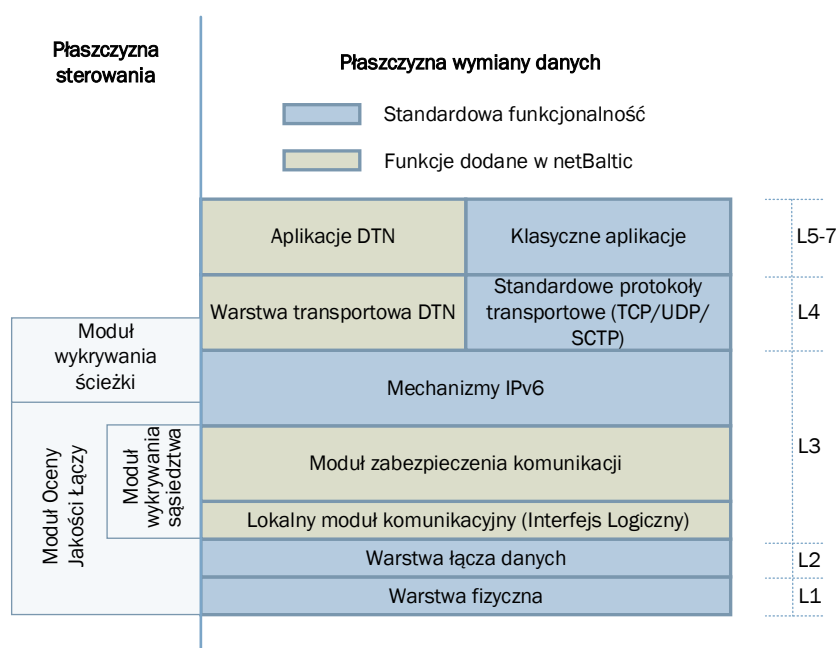 Płaszczyzna
sterowania
Płaszczyzna wymiany danych
Standardowa funkcjonalność
Funkcje dodane w netBaltic
Aplikacje DTN
Klasyczne aplikacje
L5-7
Warstwa transportowa DTN
Standardowe protokoły
transportowe (TCP/UDP/
SCTP)
L4
Moduł
wykrywania
ścieżki
Mechanizmy IPv6
Moduł Oceny
Jakości Łączy
Moduł
wykrywania
sąsiedztwa
Moduł zabezpieczenia komunikacji
L3
Lokalny moduł komunikacyjny (Interfejs Logiczny)
Warstwa łącza danych
L2
Warstwa fizyczna
L1